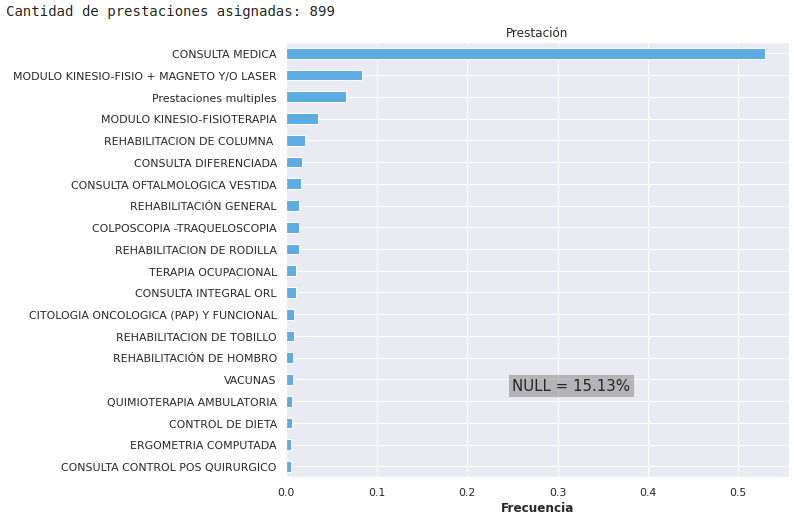 Cantidad de prestaciones asignadas: 899
Prestación
CONSULTA MEDICA
MODULO KINESIO-FISIO + MAGNETO Y/O LASER
Prestaciones multiples
MODULO KINESIO-FISIOTERAPIA
REHABILITACION DE COLUMNA
CONSULTA DIFERENCIADA
CONSULTA OFTALMOLOGICA VESTIDA
REHABILITACIÓN GENERAL
COLPOSCOPIA -TRAQUELOSCOPIA
REHABILITACION DE RODILLA
TERAPIA OCUPACIONAL
CONSULTA INTEGRAL ORL
CITOLOGIA ONCOLOGICA (PAP) Y FUNCIONAL
REHABILITACION DE TOBILLO
REHABILITACIÓN DE HOMBRO
VACUNAS
NULL = 15.13%
QUIMIOTERAPIA AMBULATORIA
CONTROL DE DIETA
ERGOMETRIA COMPUTADA
CONSULTA CONTROL POS QUIRURGICO
0.0 0.1 0.2 0.3 0.4 0.5
Frecuencia